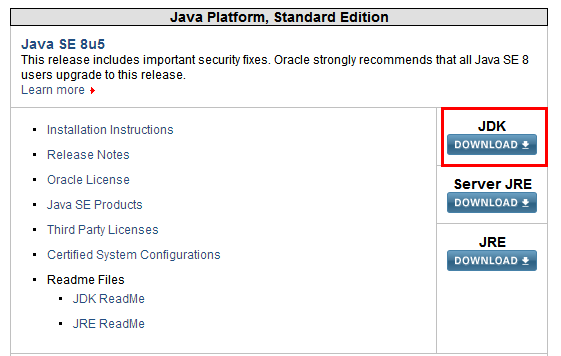 Java Platform, Standard Edition
Java SE 8u5
This release includes important security fixes. Oracle strongly recommends that all Java SE 8
users upgrade to this release.
Learn more
Installation Instructions
Release Notes
Oracle License
Java SE Products
Third Party Licenses
Certified System Configurations
Readme Files
JDK ReadMe
JRE ReadMe
JDK
DOWNLOAD
Server JRE
DOWNLOAD
JRE
DOWNLOAD